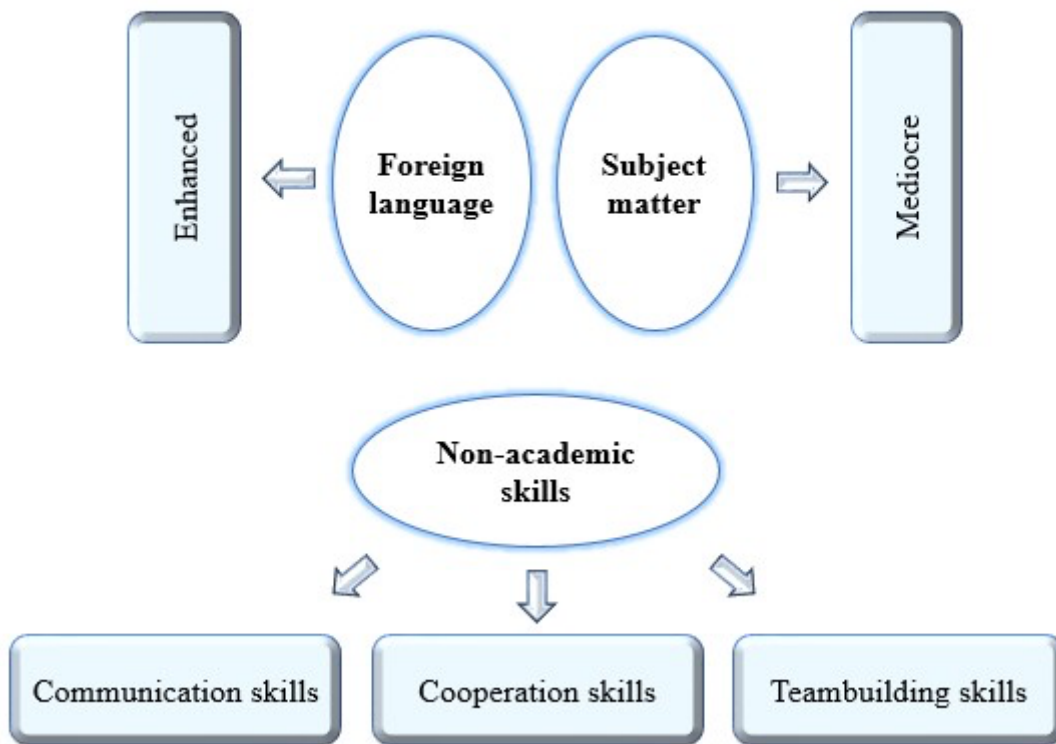 Enhanced
Foreign
language
Subject
matter
Mediocre
Non-academic
skills
Communication skills
Cooperation skills
Teambuilding skills